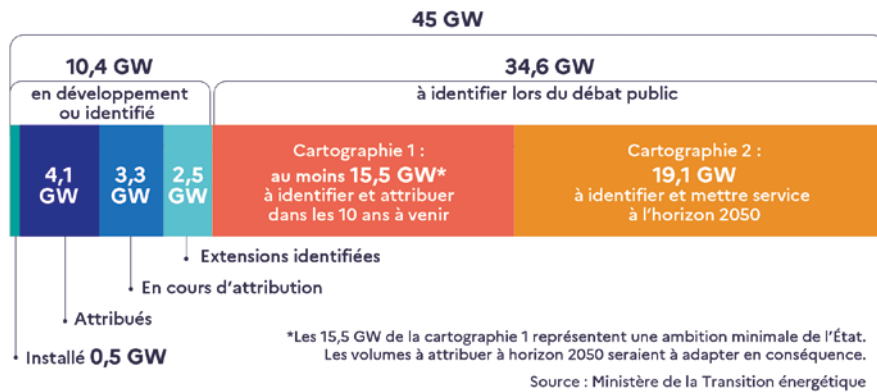 45 GW
10,4 GW
en développement
ou identifié
34,6 GW
à identifier lors du débat public
4,1
GW
3,3
GW
2,5
GW
Cartographie 1 :
au moins 15,5 GW*
à identifier et attribuer
dans les 10 ans à venir
Cartographie 2 :
19,1 GW
à identifier et mettre service
à l'horizon 2050
Extensions identifiées
En cours d'attribution
Attribués
Installé 0,5 GW
*Les 15,5 GW de la cartographie 1 représentent une ambition minimale de l'État.
Les volumes à attribuer à horizon 2050 seraient à adapter en conséquence.
Source : Ministère de la Transition énergétique